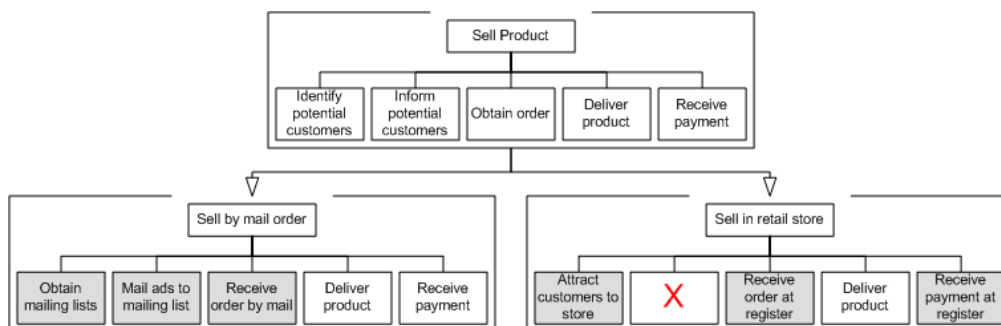 Sell Product
Identify
potential
customers
Inform
potential
customers
Obtain order
Deliver
product
Receive
payment
Sell by mail order
Obtain
mailing lists
Mail ads to
mailing list
Receive
order by mail
Deliver
product
Receive
payment
Sell in retail store
Attract
customers to
store
X
Receive
order at
register
Deliver
product
Receive
payment at
register